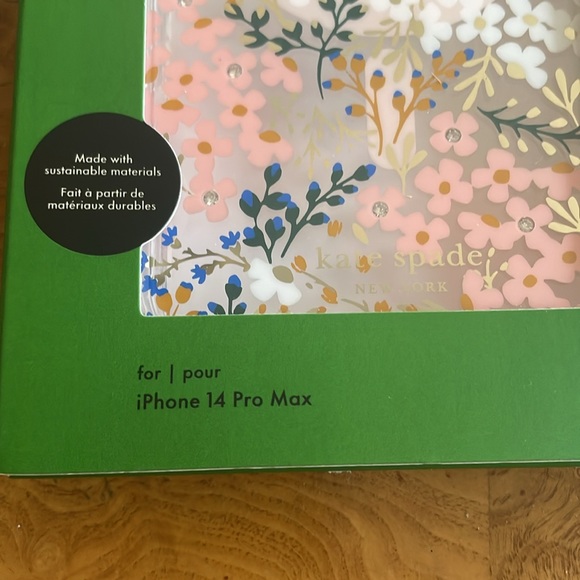 Made with
sustainable materials
Fait à partir de
matériaux durables
kate spade
NEW YORK
for | pour
iPhone 14 Pro Max